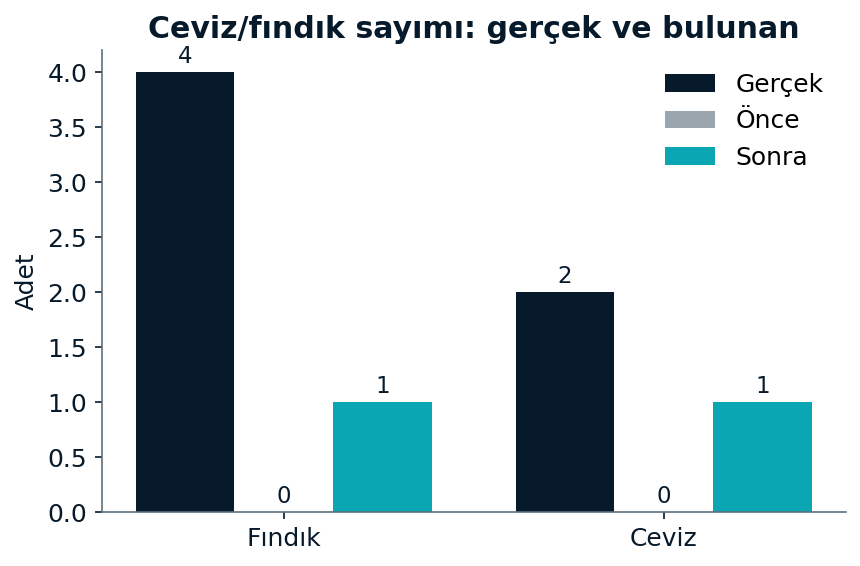 Ceviz/fındık sayımı: gerçek ve bulunan
4
4.0
3.5
3.0
2.5
2.0
1.5
1.0
0.5
0.0
Adet
Gerçek
Önce
Sonra
2
1
1
0
0
Fındık
Ceviz